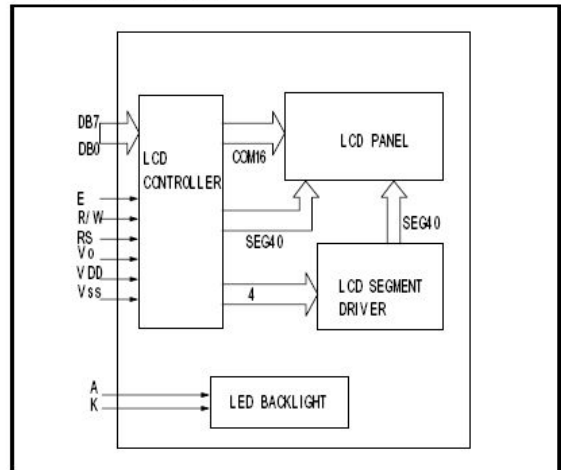 DB7
DB0
LCD
CONTROLLER
COM16
LCD PANEL
E
R/W
RS
Vo
VDD
Vss
SEG40
SEG40
4
LCD SEGMENT
DRIVER
A
K
LED BACKLIGHT